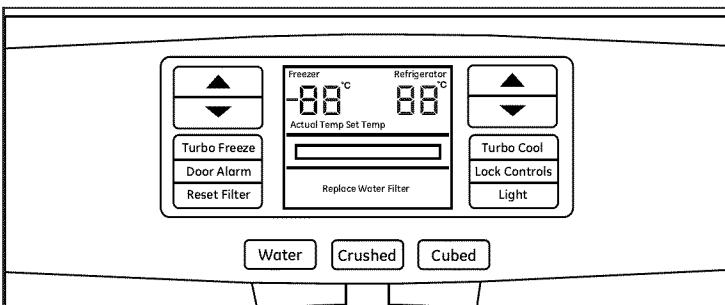 Freezer Refrigerator
-88°C 88°C
Actual Temp Set Temp
Turbo Freeze
Door Alarm
Reset Filter
Replace Water Filter
Turbo Cool
Lock Controls
Light
Water Crushed Cubed